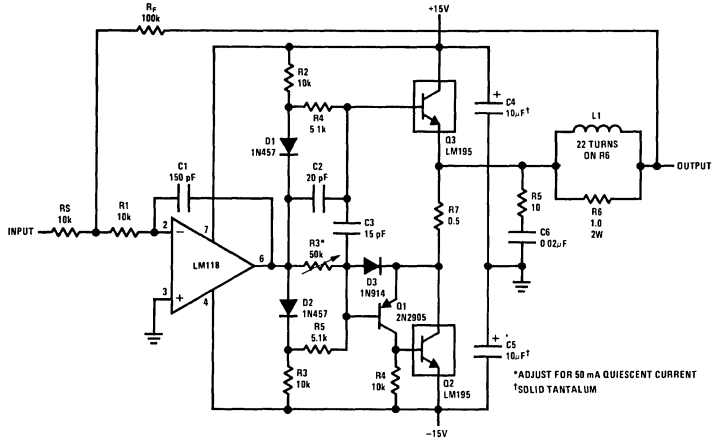 R_F
100k
+15V
R2
10k
R4
5 1k
D1
1N457
C1
150 pF
C2
20 pF
C3
15 pF
Q3
LM195
C4
+
10μF†
L1
22 TURNS
ON R6
OUTPUT
R5
10
R6
1.0
2W
C6
0 02μF
R7
0.5
RS
10k
R1
10k
INPUT
2
−
7
LM118
6
3
+
4
R3*
50k
D3
1N914
D2
1N457
Q1
2N2905
R5
5.1k
R3
10k
R4
10k
Q2
LM195
+
C5
10μF†
*ADJUST FOR 50 mA QUIESCENT CURRENT
†SOLID TANTALUM
−15V